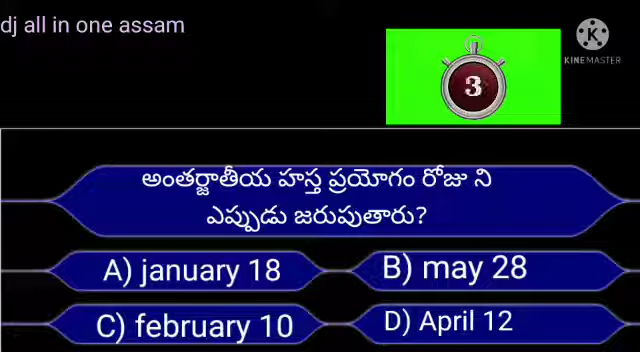 dj all in one assam
K
KINEMASTER
3
అంతర్జాతీయ హస్త ప్రయోగం రోజు ని
ఎప్పుడు జరుపుతారు?
A) january 18
B) may 28
C) february 10
D) April 12